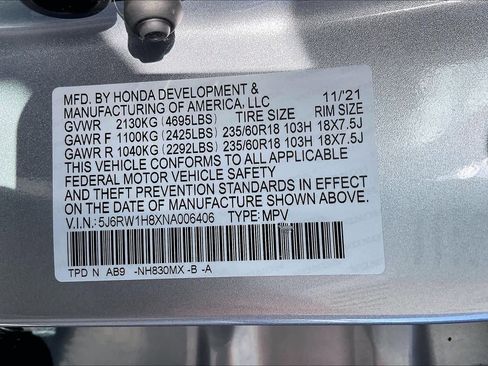 MFD. BY HONDA DEVELOPMENT & 11/'21
MANUFACTURING OF AMERICA, LLC
GVWR 2130KG (4695LBS) TIRE SIZE RIM SIZE
GAWR F 1100KG (2425LBS) 235/60R18 103H 18X7.5J
GAWR R 1040KG (2292LBS) 235/60R18 103H 18X7.5J
THIS VEHICLE CONFORMS TO ALL APPLICABLE
FEDERAL MOTOR VEHICLE SAFETY
AND THEFT PREVENTION STANDARDS IN EFFECT
ON THE DATE OF MANUFACTURE SHOWN ABOVE.
V.I.N.: 5J6RW1H8XNA006406 TYPE: MPV
TPD N AB9 -NH830MX -B -A